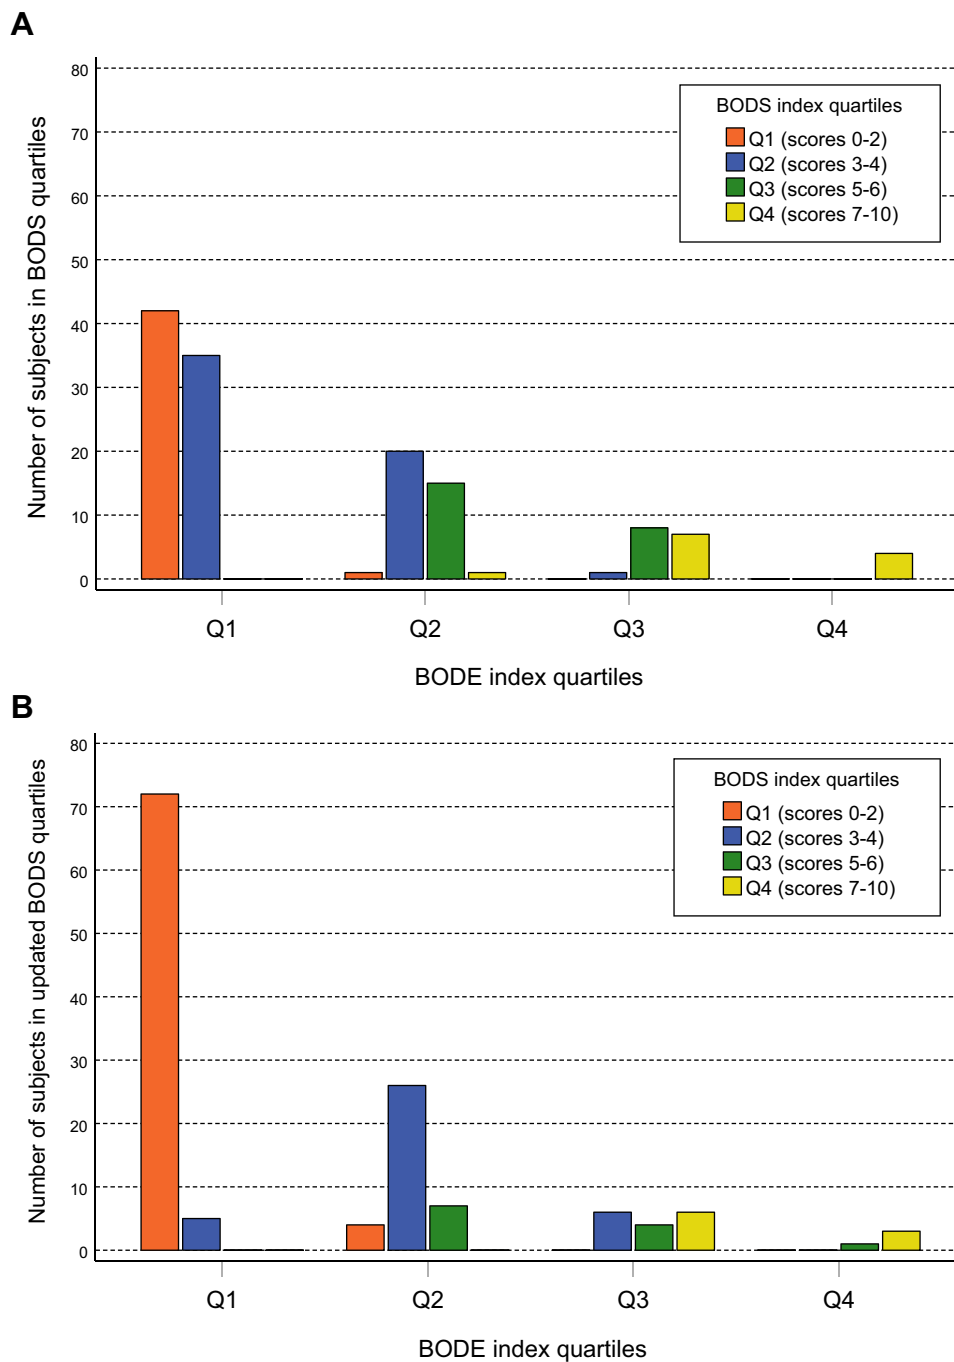 A
Number of subjects in BODS quartiles
80
70
60
50
40
30
20
10
0
BODS index quartiles
Q1 (scores 0-2)
Q2 (scores 3-4)
Q3 (scores 5-6)
Q4 (scores 7-10)
Q1 Q2 Q3 Q4
BODE index quartiles
B
Number of subjects in updated BODS quartiles
80
70
60
50
40
30
20
10
0
BODS index quartiles
Q1 (scores 0-2)
Q2 (scores 3-4)
Q3 (scores 5-6)
Q4 (scores 7-10)
Q1 Q2 Q3 Q4
BODE index quartiles